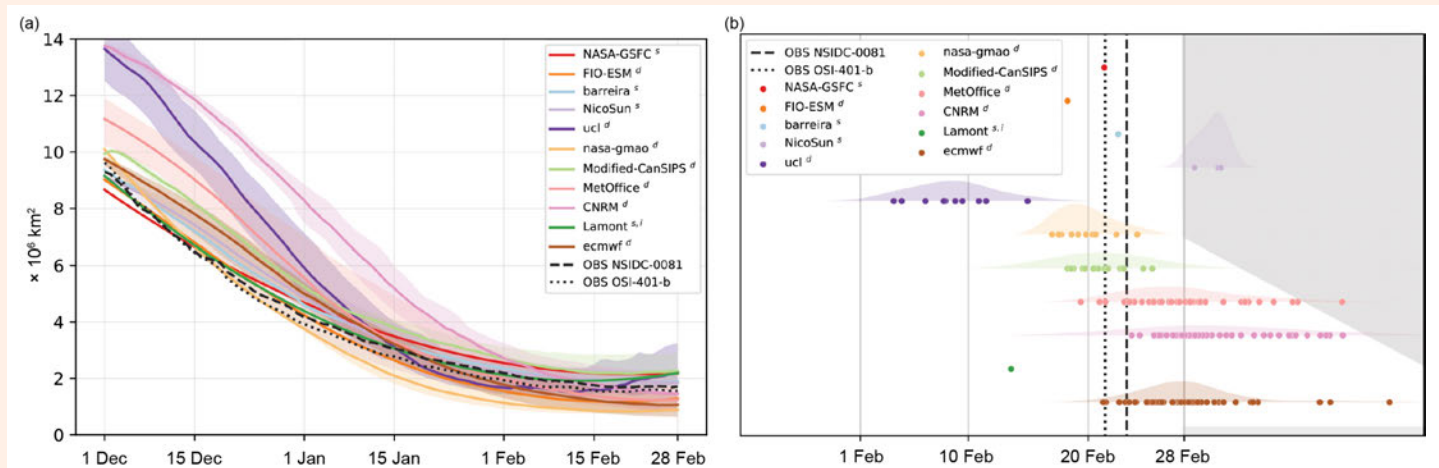 (a)
14
12
10
8
6
4
2
0
× 10⁶ km²
1 Dec 15 Dec 1 Jan 15 Jan 1 Feb 15 Feb 28 Feb
NASA-GSFC ˢ
FIO-ESM ᵈ
barreira ˢ
NicoSun ˢ
ucl ᵈ
nasa-gmao ᵈ
Modified-CanSIPS ᵈ
MetOffice ᵈ
CNRM ᵈ
Lamont ˢ,ⁱ
ecmwf ᵈ
OBS NSIDC-0081
OBS OSI-401-b
(b)
OBS NSIDC-0081
OBS OSI-401-b
NASA-GSFC ˢ
FIO-ESM ᵈ
barreira ˢ
NicoSun ˢ
ucl ᵈ
nasa-gmao ᵈ
Modified-CanSIPS ᵈ
MetOffice ᵈ
CNRM ᵈ
Lamont ˢ,ⁱ
ecmwf ᵈ
1 Feb 10 Feb 20 Feb 28 Feb